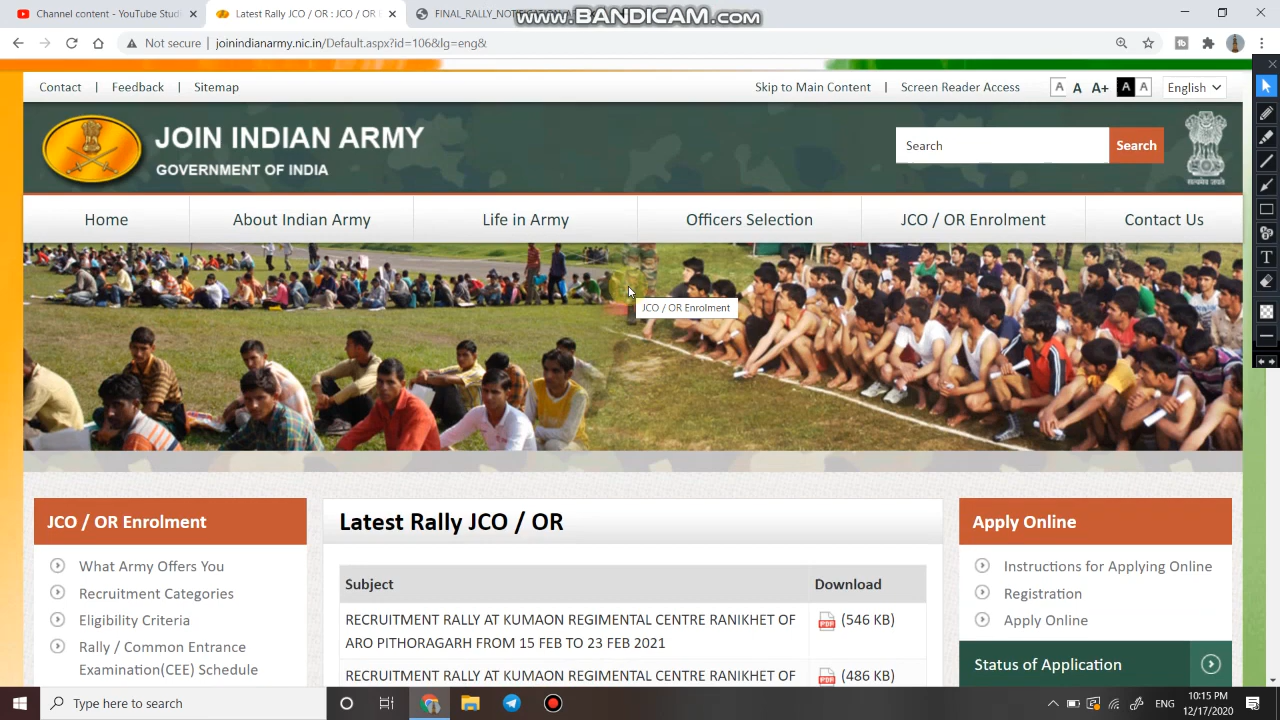 Channel content - YouTube Stud
Latest Rally JCO / OR : JCO / OR
FINAL_RALLY_NOTIFICATION
WWW.BANDICAM.COM
Not secure
joinindianarmy.nic.in/Default.aspx?id=106&lg=eng&
Contact | Feedback | Sitemap
Skip to Main Content | Screen Reader Access
A A A+ A A
English
JOIN INDIAN ARMY
GOVERNMENT OF INDIA
Search
Search
सत्यमेव जयते
Home
About Indian Army
Life in Army
Officers Selection
JCO / OR Enrolment
Contact Us
JCO / OR Enrolment
JCO / OR Enrolment
What Army Offers You
Recruitment Categories
Eligibility Criteria
Rally / Common Entrance
Examination(CEE) Schedule
Latest Rally JCO / OR
Subject
Download
RECRUITMENT RALLY AT KUMAON REGIMENTAL CENTRE RANIKHET OF
ARO PITHORAGARH FROM 15 FEB TO 23 FEB 2021
(546 KB)
RECRUITMENT RALLY AT KUMAON REGIMENTAL CENTRE RANIKHET OF
(486 KB)
Apply Online
Instructions for Applying Online
Registration
Apply Online
Status of Application
Type here to search
ENG
10:15 PM
12/17/2020